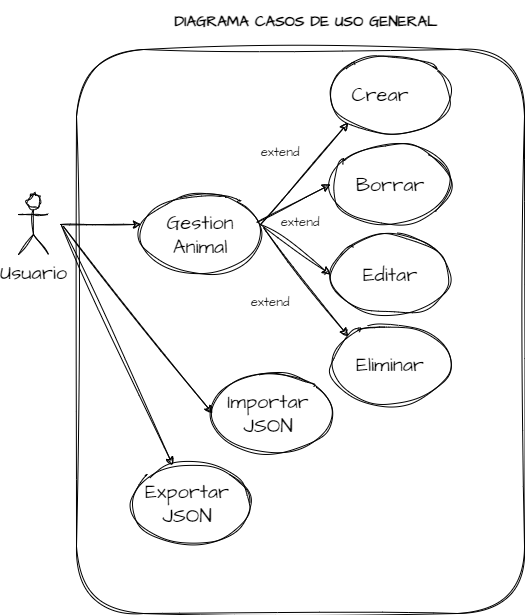 DIAGRAMA CASOS DE USO GENERAL
Crear
extend
Borrar
Gestion
Animal
extend
Usuario
Editar
extend
Eliminar
Importar
JSON
Exportar
JSON